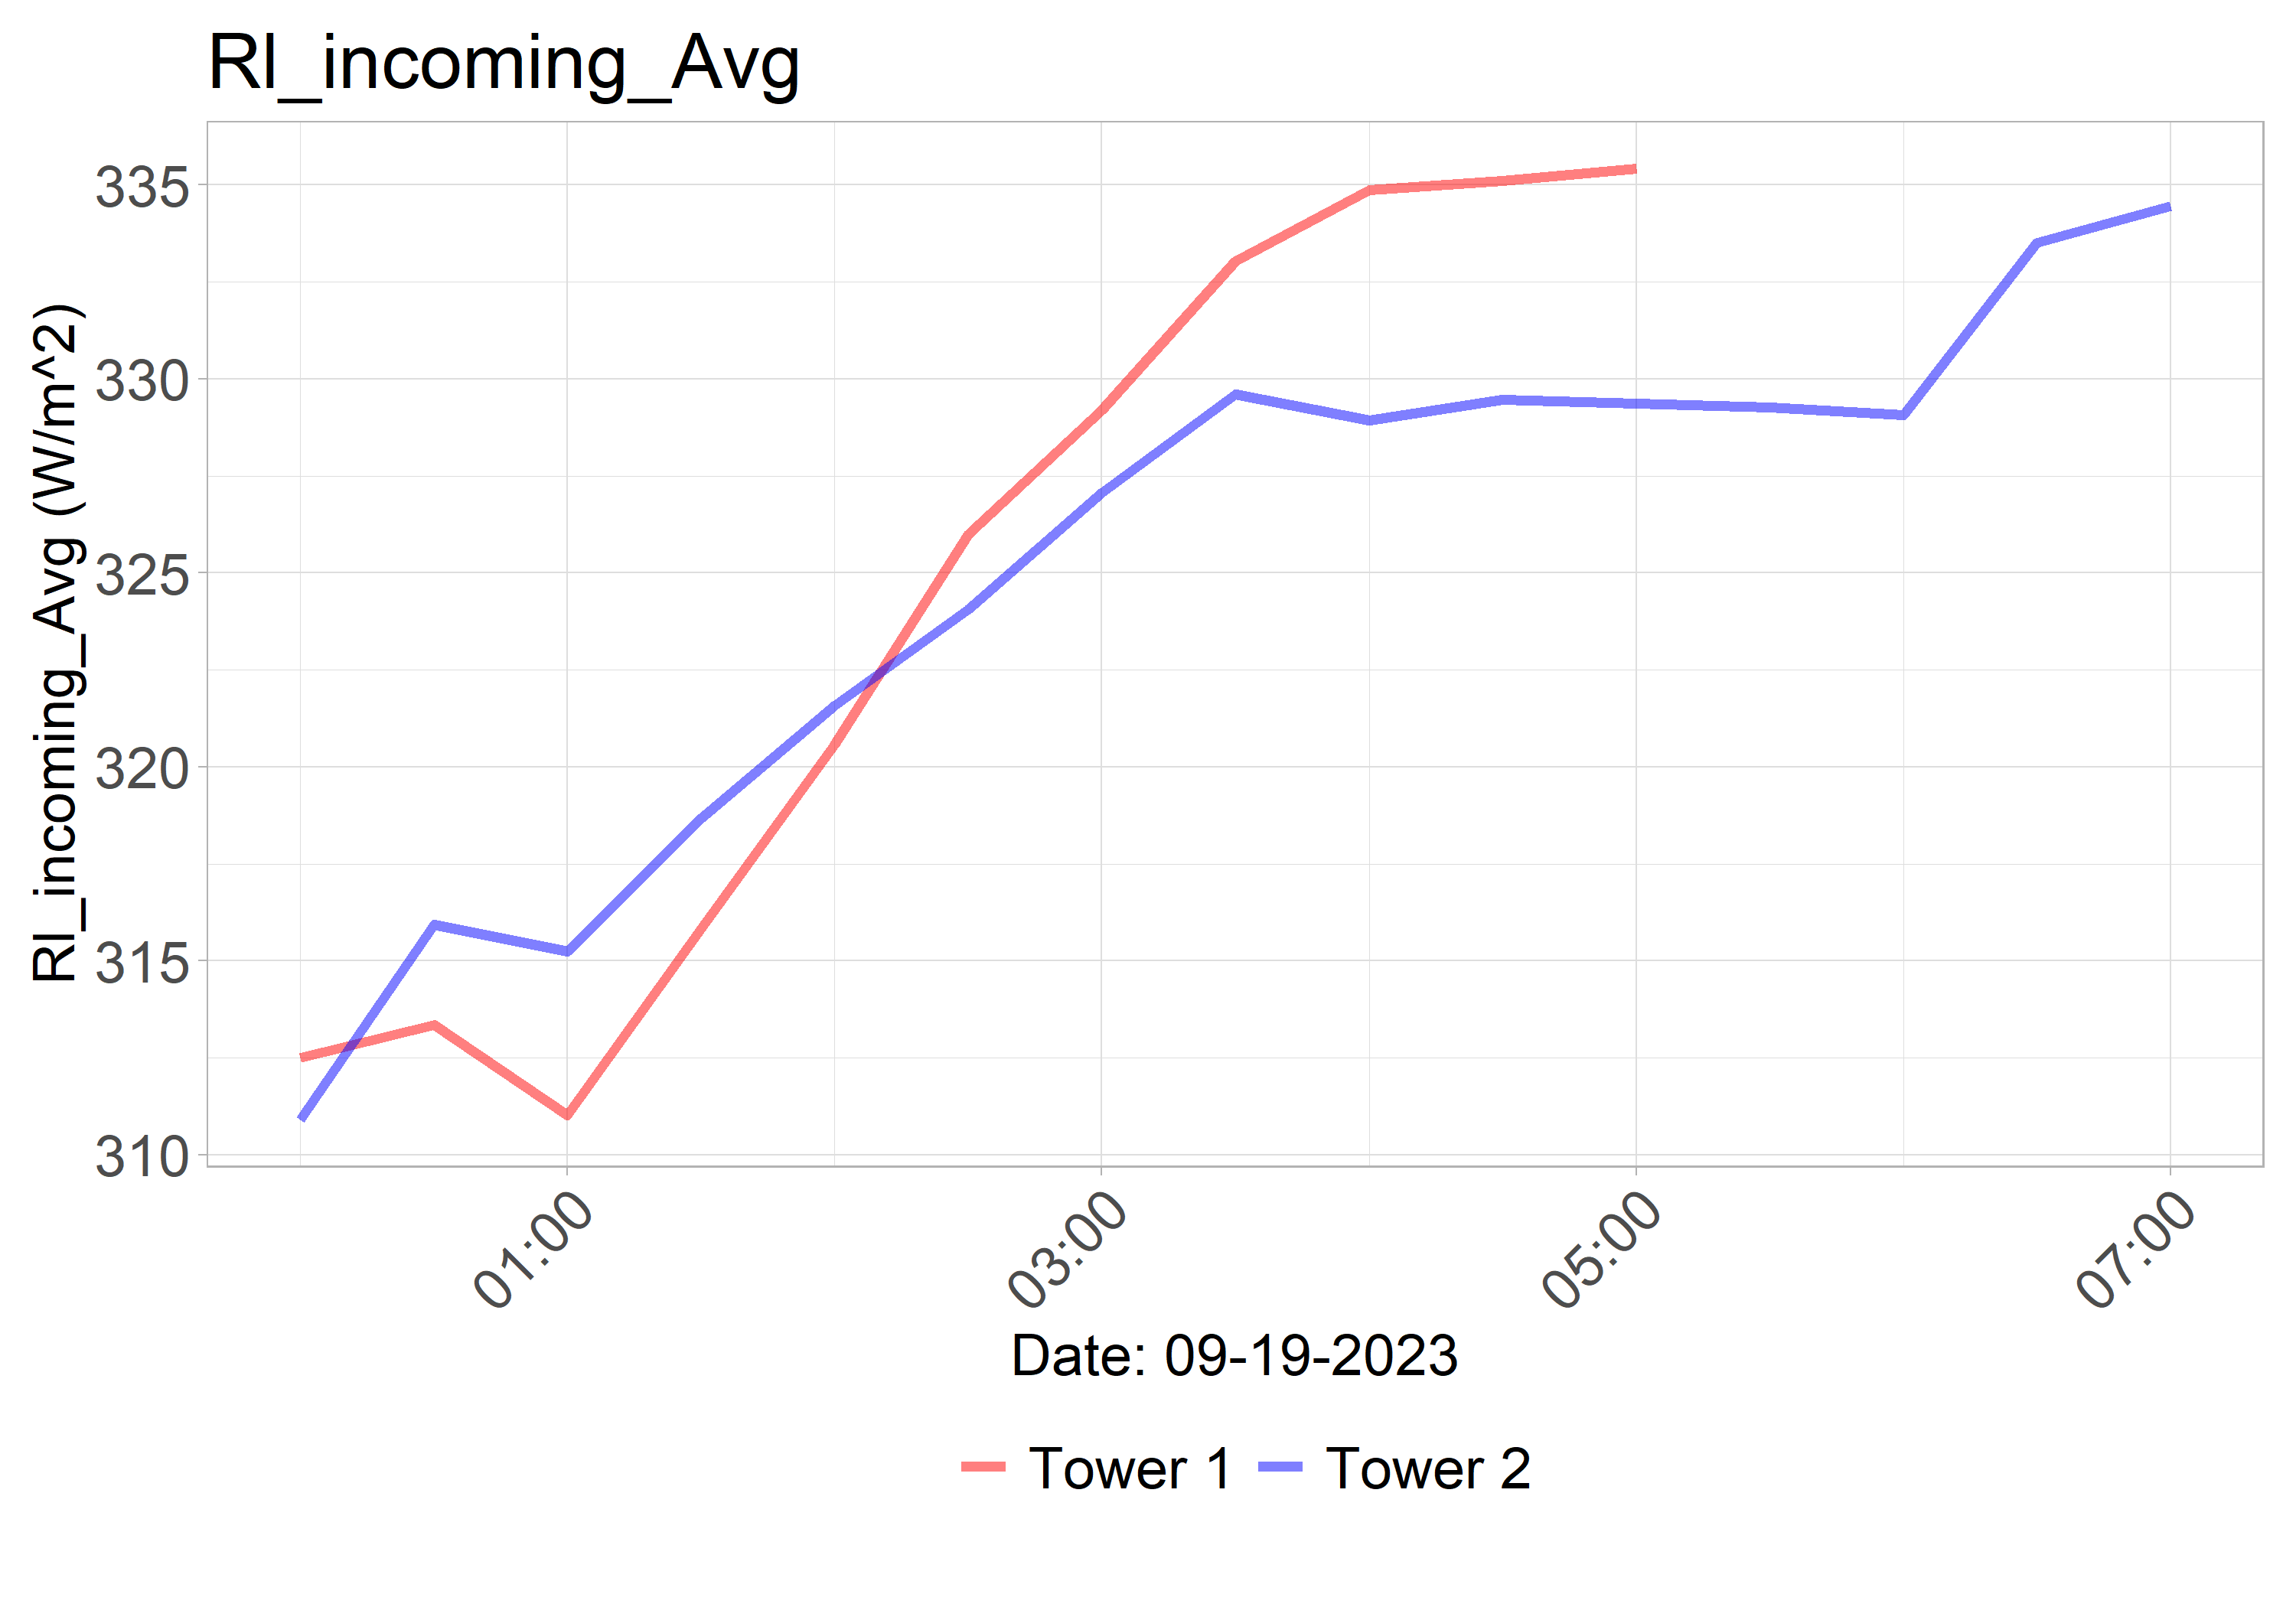 Rl_incoming_Avg
Rl_incoming_Avg (W/m^2)
335
330
325
320
315
310
01:00
03:00
05:00
07:00
Date: 09-19-2023
Tower 1
Tower 2